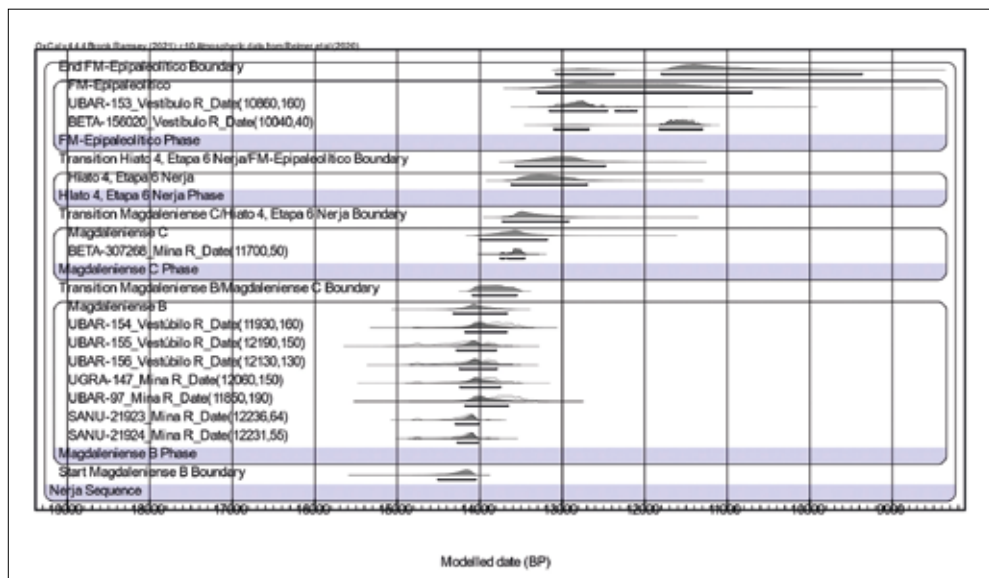 OxCal v4.4.4 Bronk Ramsey (2021); r:10 Atmospheric data from Reimer et al (2020)
End FM-Epipaleolítico Boundary
FM-Epipaleolítico
UBAR-153_Vestíbulo R_Date(10860,160)
BETA-156020_Vestíbulo R_Date(10040,40)
FM-Epipaleolítico Phase
Transition Hiato 4, Etapa 6 Nerja/FM-Epipaleolítico Boundary
Hiato 4, Etapa 6 Nerja
Hiato 4, Etapa 6 Nerja Phase
Transition Magdaleniense C/Hiato 4, Etapa 6 Nerja Boundary
Magdaleniense C
BETA-307268_Mina R_Date(11700,50)
Magdaleniense C Phase
Transition Magdaleniense B/Magdaleniense C Boundary
Magdaleniense B
UBAR-154_Vestúbilo R_Date(11930,160)
UBAR-155_Vestúbilo R_Date(12190,150)
UBAR-156_Vestúbilo R_Date(12130,130)
UGRA-147_Mina R_Date(12060,150)
UBAR-97_Mina R_Date(11850,190)
SANU-21923_Mina R_Date(12236,64)
SANU-21924_Mina R_Date(12231,55)
Magdaleniense B Phase
Start Magdaleniense B Boundary
Nerja Sequence
19000 18000 17000 16000 15000 14000 13000 12000 11000 10000 9000
Modelled date (BP)